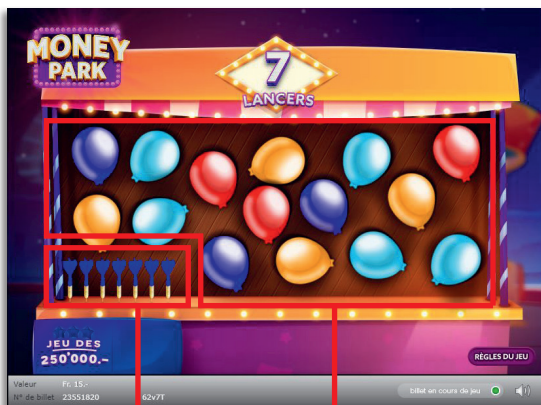 MONEY
PARK
7
LANCERS
JEU DES
250'000.-
RÈGLES DU JEU
Valeur Fr. 15.-
billet en cours de jeu
N° de billet 23551820 62v7T